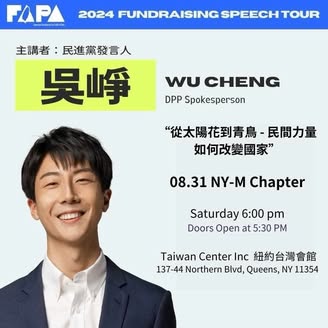 FAPA
2024 FUNDRAISING SPEECH TOUR
主講者：民進黨發言人
吳崢
WU CHENG
DPP Spokesperson
“從太陽花到青鳥 - 民間力量
如何改變國家”
08.31 NY-M Chapter
Saturday 6:00 pm
Doors Open at 5:30 PM
Taiwan Center Inc 紐約台灣會館
137-44 Northern Blvd, Queens, NY 11354